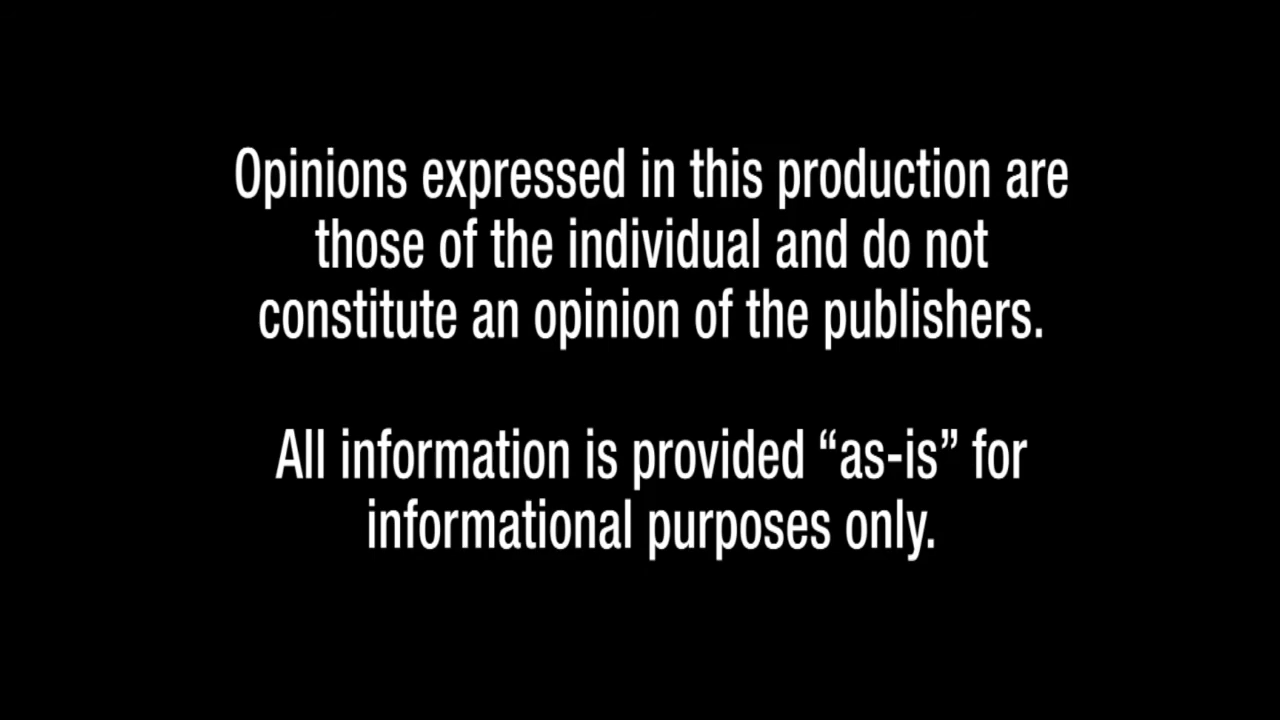 Opinions expressed in this production are
those of the individual and do not
constitute an opinion of the publishers.
All information is provided “as-is” for
informational purposes only.